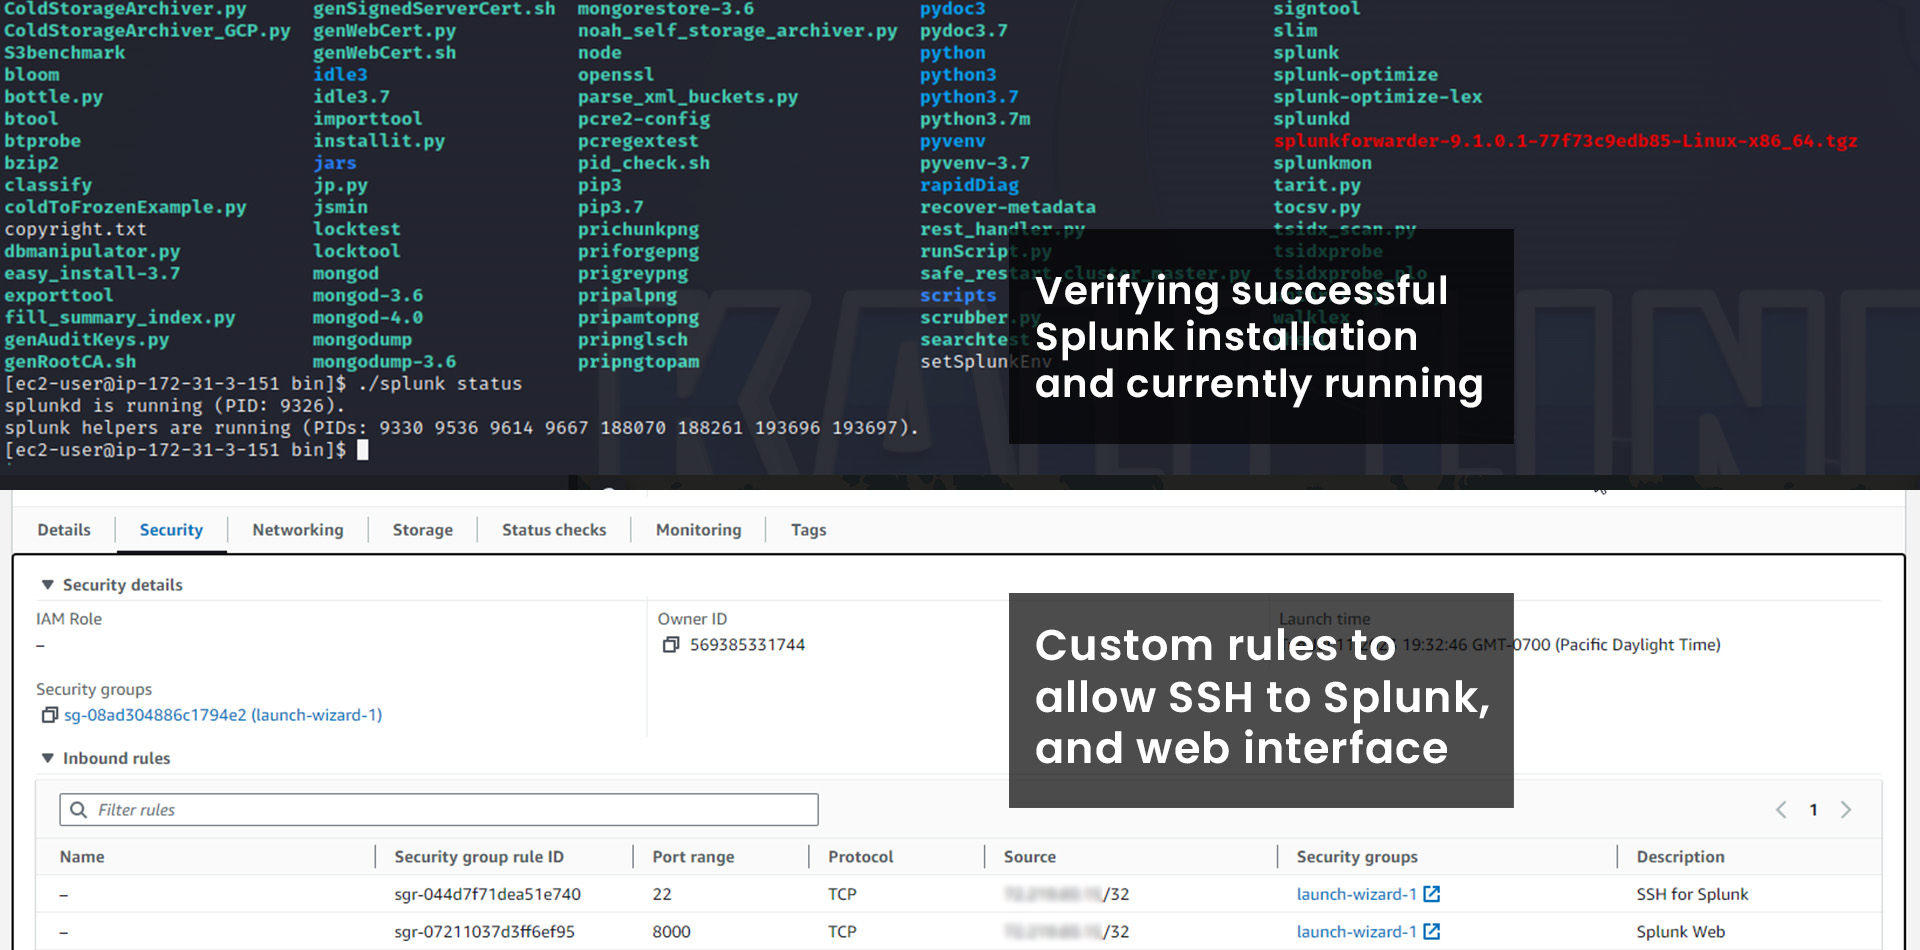 ColdStorageArchiver.py genSignedServerCert.sh mongorestore-3.6 pydoc3 signtool
ColdStorageArchiver_GCP.py genWebCert.py noah_self_storage_archiver.py pydoc3.7 slim
S3benchmark genWebCert.sh node python splunk
bloom idle3 openssl python3 splunk-optimize
bottle.py idle3.7 parse_xml_buckets.py python3.7 splunk-optimize-lex
btool importtool pcre2-config python3.7m splunkd
btprobe installit.py pcregextest pyvenv splunkforwarder-9.1.0.1-77f73c9edb85-Linux-x86_64.tgz
bzip2 jars pid_check.sh pyvenv-3.7 splunkmon
classify jp.py pip3 rapidDiag tarit.py
coldToFrozenExample.py jsmin pip3.7 recover-metadata tocsv.py
copyright.txt locktest prichunkpng rest_handler.py tsidx_scan.py
dbmanipulator.py locktool priforgepng runScript.py tsidxprobe
easy_install-3.7 mongod prigreypng safe_restart_cluster_master.py tsidxprobe_plo
exporttool mongod-3.6 pripalpng scripts
fill_summary_index.py mongod-4.0 pripamtopng scrubber.py walklex
genAuditKeys.py mongodump pripnglsch searchtest
genRootCA.sh mongodump-3.6 pripngtopam setSplunkEnv
[ec2-user@ip-172-31-3-151 bin]$ ./splunk status
splunkd is running (PID: 9326).
splunk helpers are running (PIDs: 9330 9536 9614 9667 188070 188261 193696 193697).
[ec2-user@ip-172-31-3-151 bin]$
Verifying successful
Splunk installation
and currently running
KALI LINUX
Details Security Networking Storage Status checks Monitoring Tags
Security details
IAM Role Owner ID Launch time
– 569385331744 19:32:46 GMT-0700 (Pacific Daylight Time)
Security groups
sg-08ad304886c1794e2 (launch-wizard-1)
Custom rules to
allow SSH to Splunk,
and web interface
Inbound rules
Filter rules 1
Name Security group rule ID Port range Protocol Source Security groups Description
– sgr-044d7f71dea51e740 22 TCP /32 launch-wizard-1 SSH for Splunk
– sgr-07211037d3ff6ef95 8000 TCP /32 launch-wizard-1 Splunk Web